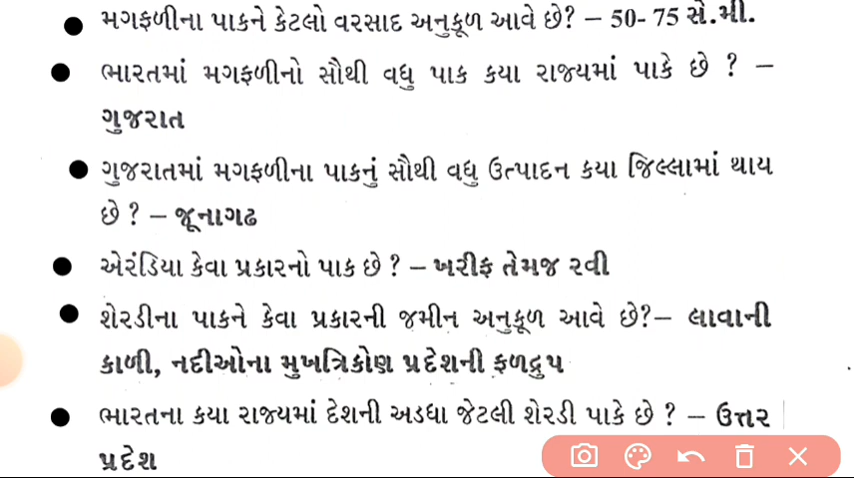 ● મગફળીના પાકને કેટલો વરસાદ અનુકૂળ આવે છે? – 50- 75 સે.મી.
● ભારતમાં મગફળીનો સૌથી વધુ પાક કયા રાજ્યમાં પાકે છે ? –
ગુજરાત
● ગુજરાતમાં મગફળીના પાકનું સૌથી વધુ ઉત્પાદન કયા જિલ્લામાં થાય
છે ? – જૂનાગઢ
● એરંડિયા કેવા પ્રકારનો પાક છે ? – ખરીફ તેમજ રવી
● શેરડીના પાકને કેવા પ્રકારની જમીન અનુકૂળ આવે છે?– લાવાની
કાળી, નદીઓના મુખત્રિકોણ પ્રદેશની ફળદ્રુપ
● ભારતના કયા રાજ્યમાં દેશની અડધા જેટલી શેરડી પાકે છે ? – ઉત્તર
પ્રદેશ